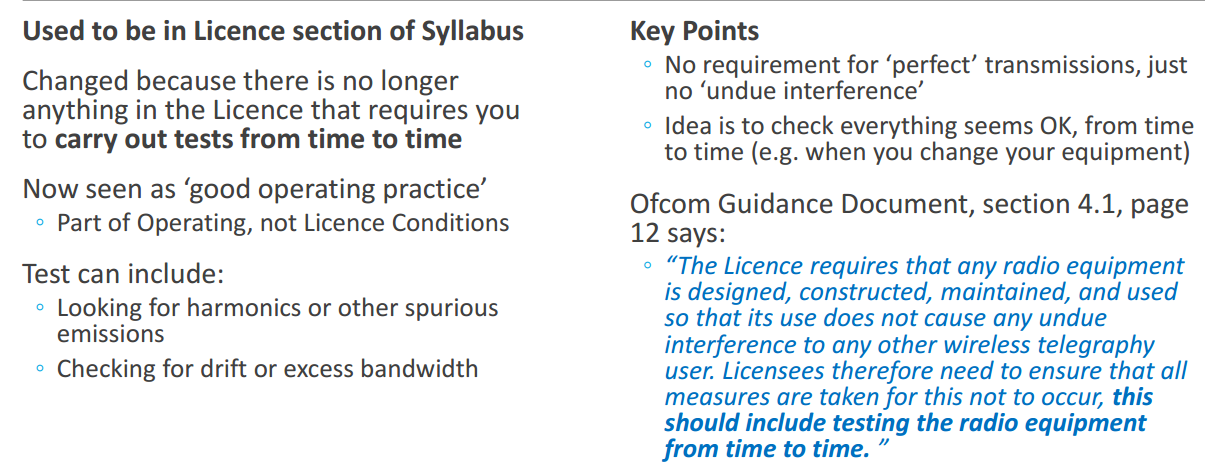 Used to be in Licence section of Syllabus
Changed because there is no longer
anything in the Licence that requires you
to carry out tests from time to time
Now seen as ‘good operating practice’
◦ Part of Operating, not Licence Conditions
Test can include:
◦ Looking for harmonics or other spurious
emissions
◦ Checking for drift or excess bandwidth
Key Points
◦ No requirement for ‘perfect’ transmissions, just
no ‘undue interference’
◦ Idea is to check everything seems OK, from time
to time (e.g. when you change your equipment)
Ofcom Guidance Document, section 4.1, page
12 says:
◦ “The Licence requires that any radio equipment
is designed, constructed, maintained, and used
so that its use does not cause any undue
interference to any other wireless telegraphy
user. Licensees therefore need to ensure that all
measures are taken for this not to occur, this
should include testing the radio equipment
from time to time. ”